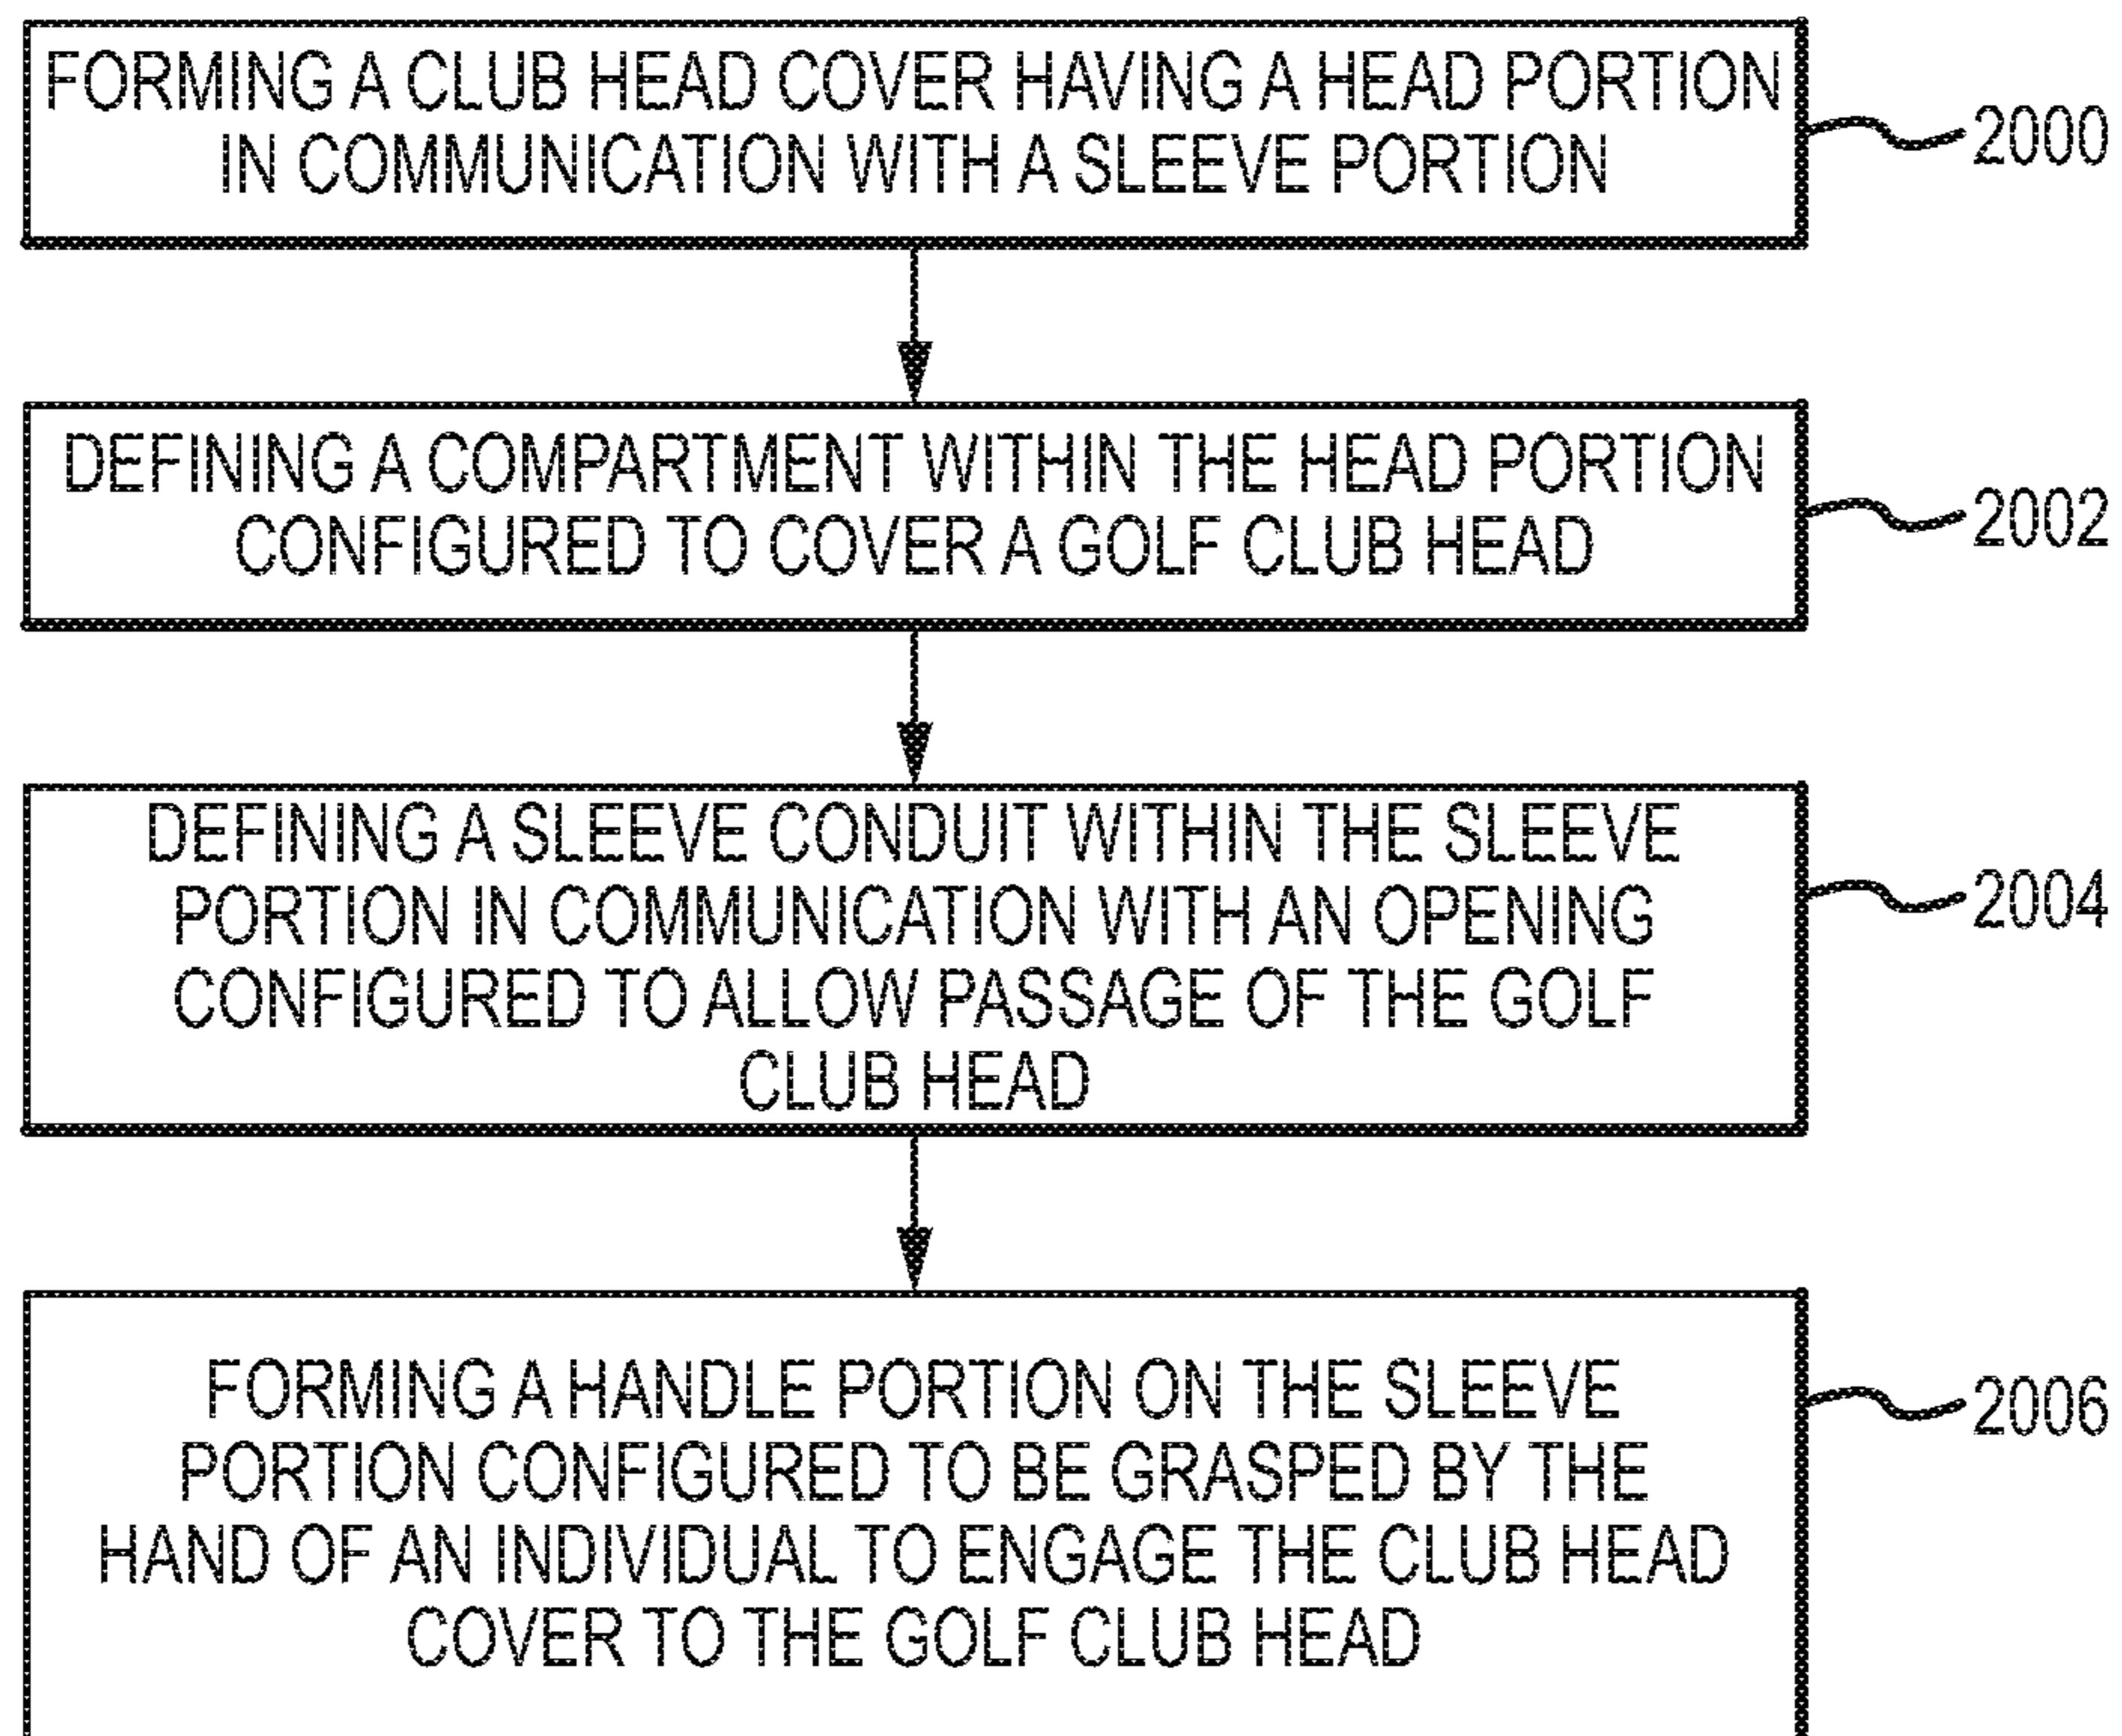 FORMING A CLUB HEAD COVER HAVING A HEAD PORTION
IN COMMUNICATION WITH A SLEEVE PORTION
2000
DEFINING A COMPARTMENT WITHIN THE HEAD PORTION
CONFIGURED TO COVER A GOLF CLUB HEAD
2002
DEFINING A SLEEVE CONDUIT WITHIN THE SLEEVE
PORTION IN COMMUNICATION WITH AN OPENING
CONFIGURED TO ALLOW PASSAGE OF THE GOLF
CLUB HEAD
2004
FORMING A HANDLE PORTION ON THE SLEEVE
PORTION CONFIGURED TO BE GRASPED BY THE
HAND OF AN INDIVIDUAL TO ENGAGE THE CLUB HEAD
COVER TO THE GOLF CLUB HEAD
2006